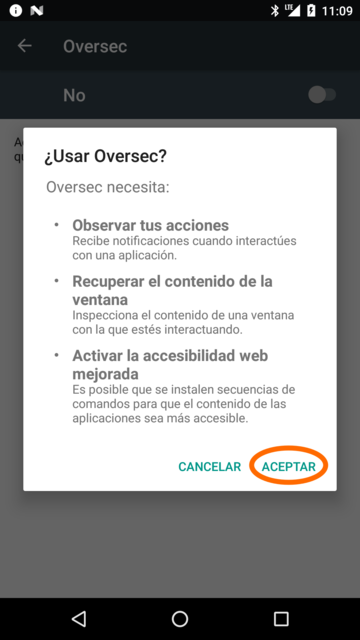 LTE 11:09
Oversec
No
A
qu
¿Usar Oversec?
Oversec necesita:
• Observar tus acciones
Recibe notificaciones cuando interactúes
con una aplicación.
• Recuperar el contenido de la
ventana
Inspecciona el contenido de una ventana
con la que estés interactuando.
• Activar la accesibilidad web
mejorada
Es posible que se instalen secuencias de
comandos para que el contenido de las
aplicaciones sea más accesible.
CANCELAR ACEPTAR